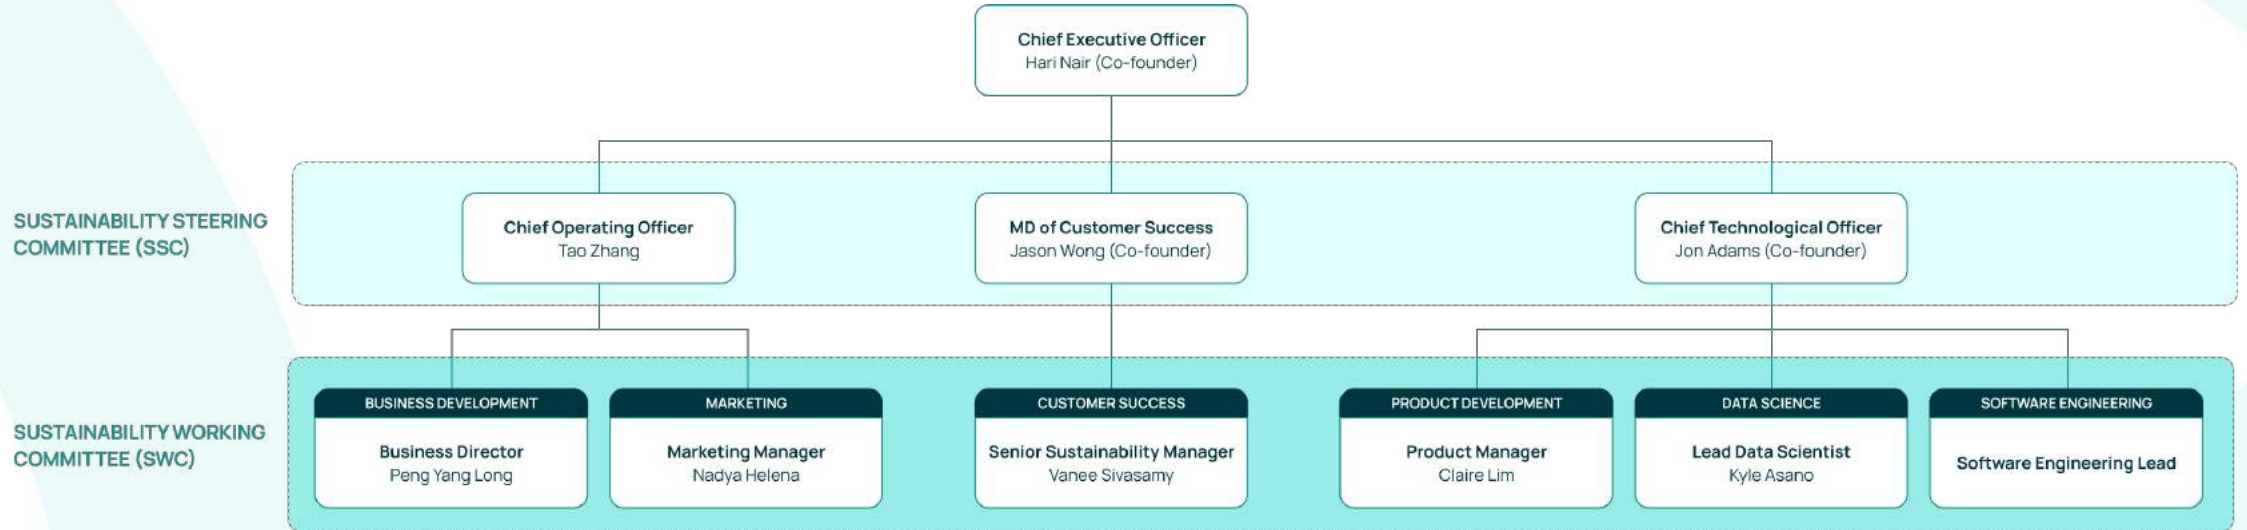 Chief Executive Officer
Hari Nair (Co-founder)
SUSTAINABILITY STEERING
COMMITTEE (SSC)
Chief Operating Officer
Tao Zhang
MD of Customer Success
Jason Wong (Co-founder)
Chief Technological Officer
Jon Adams (Co-founder)
SUSTAINABILITY WORKING
COMMITTEE (SWC)
BUSINESS DEVELOPMENT
Business Director
Peng Yang Long
MARKETING
Marketing Manager
Nadya Helena
CUSTOMER SUCCESS
Senior Sustainability Manager
Vanee Sivasamy
PRODUCT DEVELOPMENT
Product Manager
Claire Lim
DATA SCIENCE
Lead Data Scientist
Kyle Asano
SOFTWARE ENGINEERING
Software Engineering Lead